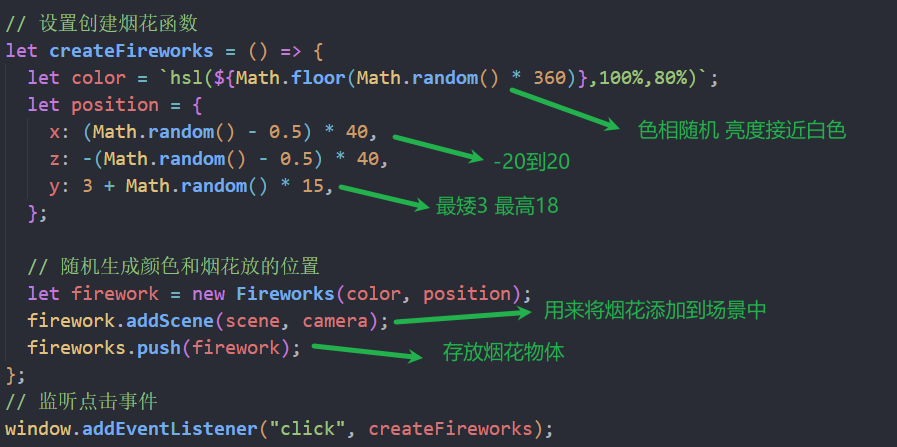 // 设置创建烟花函数
let createFireworks = () => {
let color = `hsl(${Math.floor(Math.random() * 360)},100%,80%)`;
let position = {
色相随机 亮度接近白色
x: (Math.random() - 0.5) * 40,
-20到20
z: -(Math.random() - 0.5) * 40,
y: 3 + Math.random() * 15,
最矮3 最高18
};
// 随机生成颜色和烟花放的位置
let firework = new Fireworks(color, position);
用来将烟花添加到场景中
firework.addScene(scene, camera);
fireworks.push(firework);
存放烟花物体
};
// 监听点击事件
window.addEventListener("click", createFireworks);